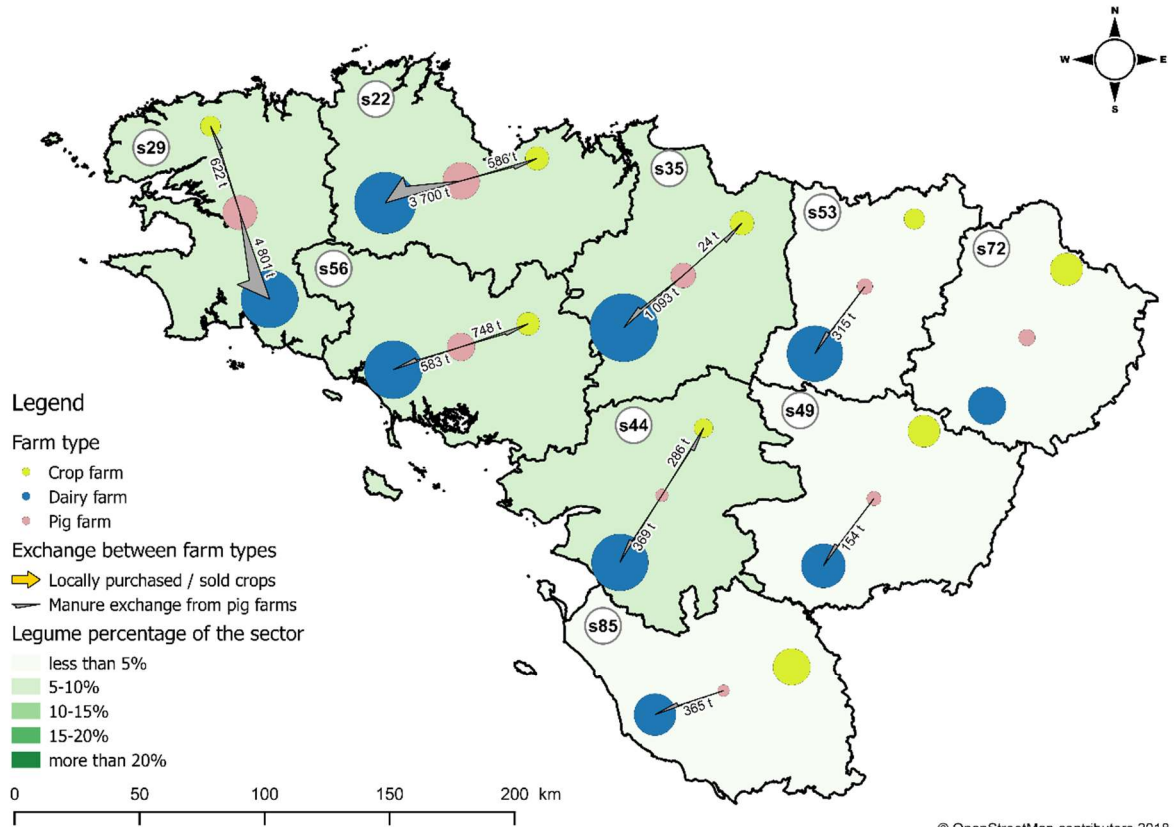 N
W E
S
s22
s29
s35
s53
s72
s56
s44
s49
s85
622 t
4 801 t
586 t
3 700 t
24 t
1 093 t
748 t
583 t
315 t
286 t
369 t
154 t
365 t
Legend
Farm type
Crop farm
Dairy farm
Pig farm
Exchange between farm types
Locally purchased / sold crops
Manure exchange from pig farms
Legume percentage of the sector
less than 5%
5-10%
10-15%
15-20%
more than 20%
0 50 100 150 200 km
© OpenStreetMap contributors 2018